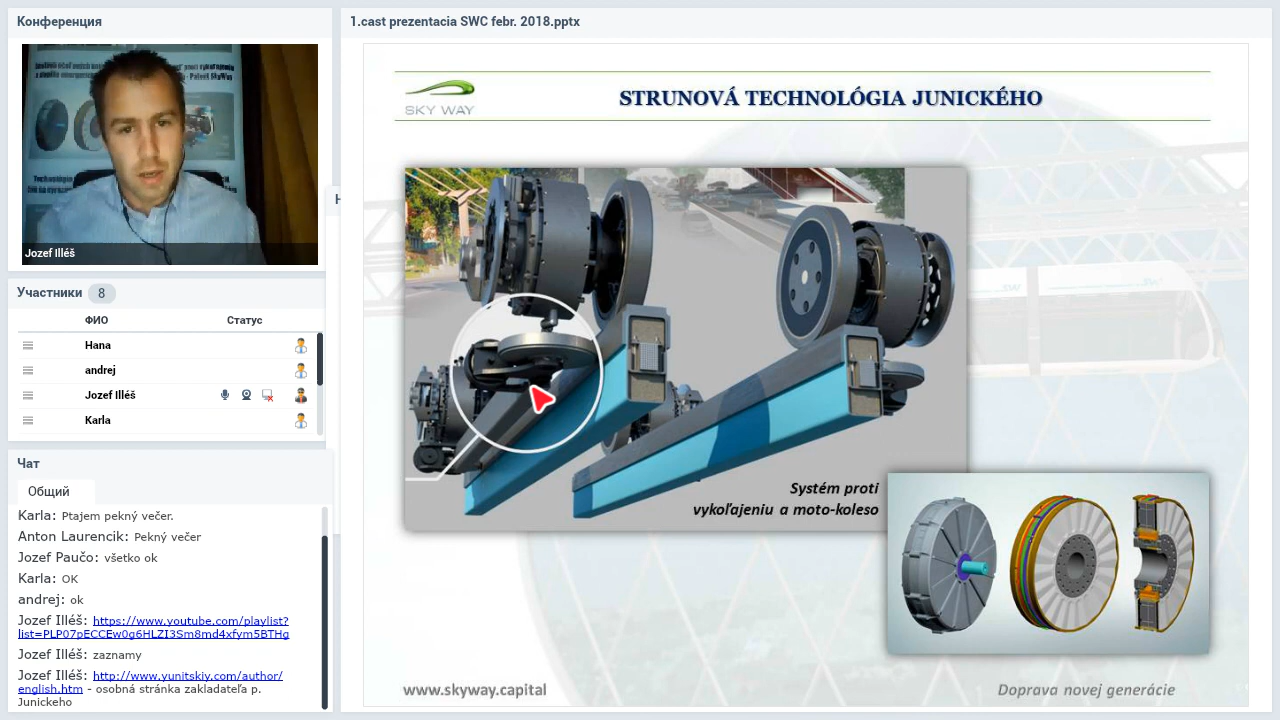 Конференция
Jozef Illéš
Участники 8
ФИО Статус
Hana
andrej
Jozef Illéš
Karla
Чат
Общий
Karla: Ptajem pekný večer.
Anton Laurencik: Pekný večer
Jozef Paučo: všetko ok
Karla: OK
andrej: ok
Jozef Illéš: https://www.youtube.com/playlist?
list=PLP07pECCEw0g6HLZI3Sm8md4xfym5BTHg
Jozef Illéš: zaznamy
Jozef Illéš: http://www.yunitskiy.com/author/
english.htm - osobná stránka zakladateľa p.
Junickeho
1.cast prezentacia SWC febr. 2018.pptx
SKY WAY
STRUNOVÁ TECHNOLÓGIA JUNICKÉHO
Systém proti
vykoľajeniu a moto-koleso
www.skyway.capital
Doprava novej generácie